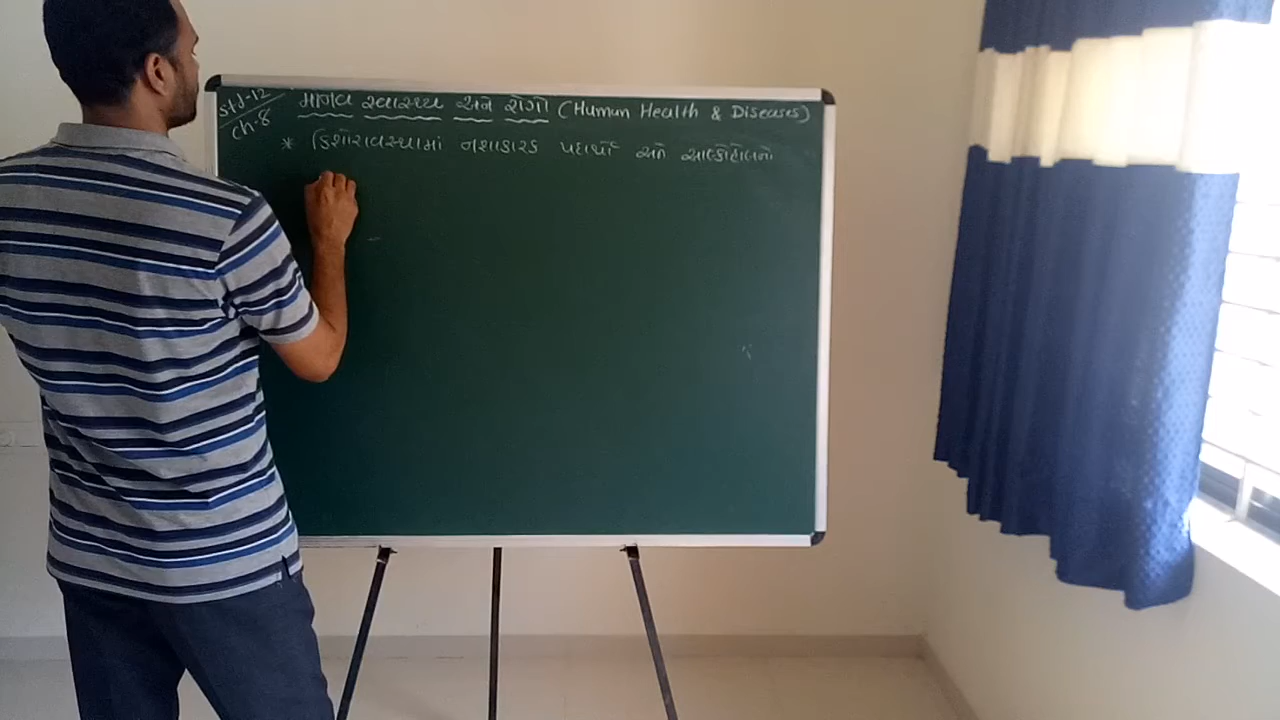 Std-12
Ch-8
માનવ સ્વાસ્થ્ય અને રોગો (Human Health & Diseases)
* કિશોરાવસ્થામાં નશાકારક પદાર્થો અને આલ્કોહોલનો